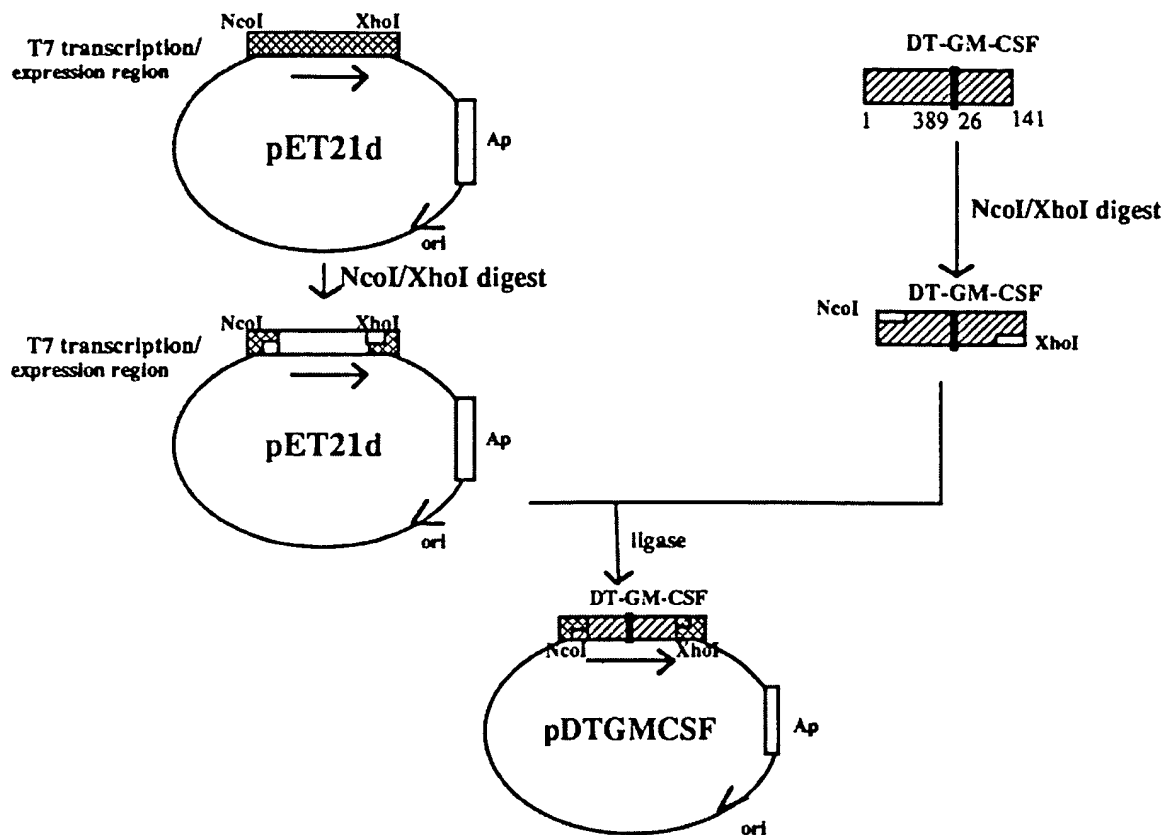 NcoI XhoI
T7 transcription/
expression region
pET21d
Ap
ori
DT-GM-CSF
1 389 26 141
NcoI/XhoI digest
NcoI/XhoI digest
NcoI XhoI
T7 transcription/
expression region
pET21d
Ap
ori
DT-GM-CSF
NcoI
XhoI
ligase
DT-GM-CSF
NcoI XhoI
pDTGMCSF
Ap
ori